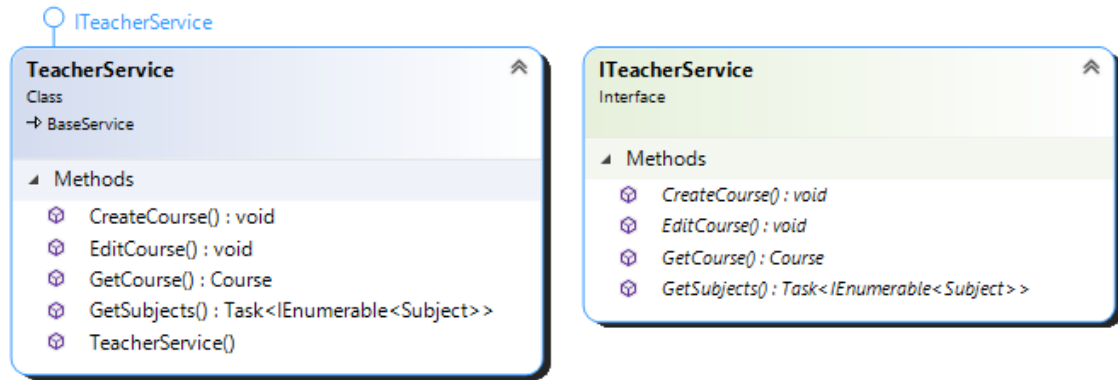 ITeacherService
TeacherService
Class
BaseService
Methods
CreateCourse() : void
EditCourse() : void
GetCourse() : Course
GetSubjects() : Task<IEnumerable<Subject>>
TeacherService()
ITeacherService
Interface
Methods
CreateCourse() : void
EditCourse() : void
GetCourse() : Course
GetSubjects() : Task<IEnumerable<Subject>>